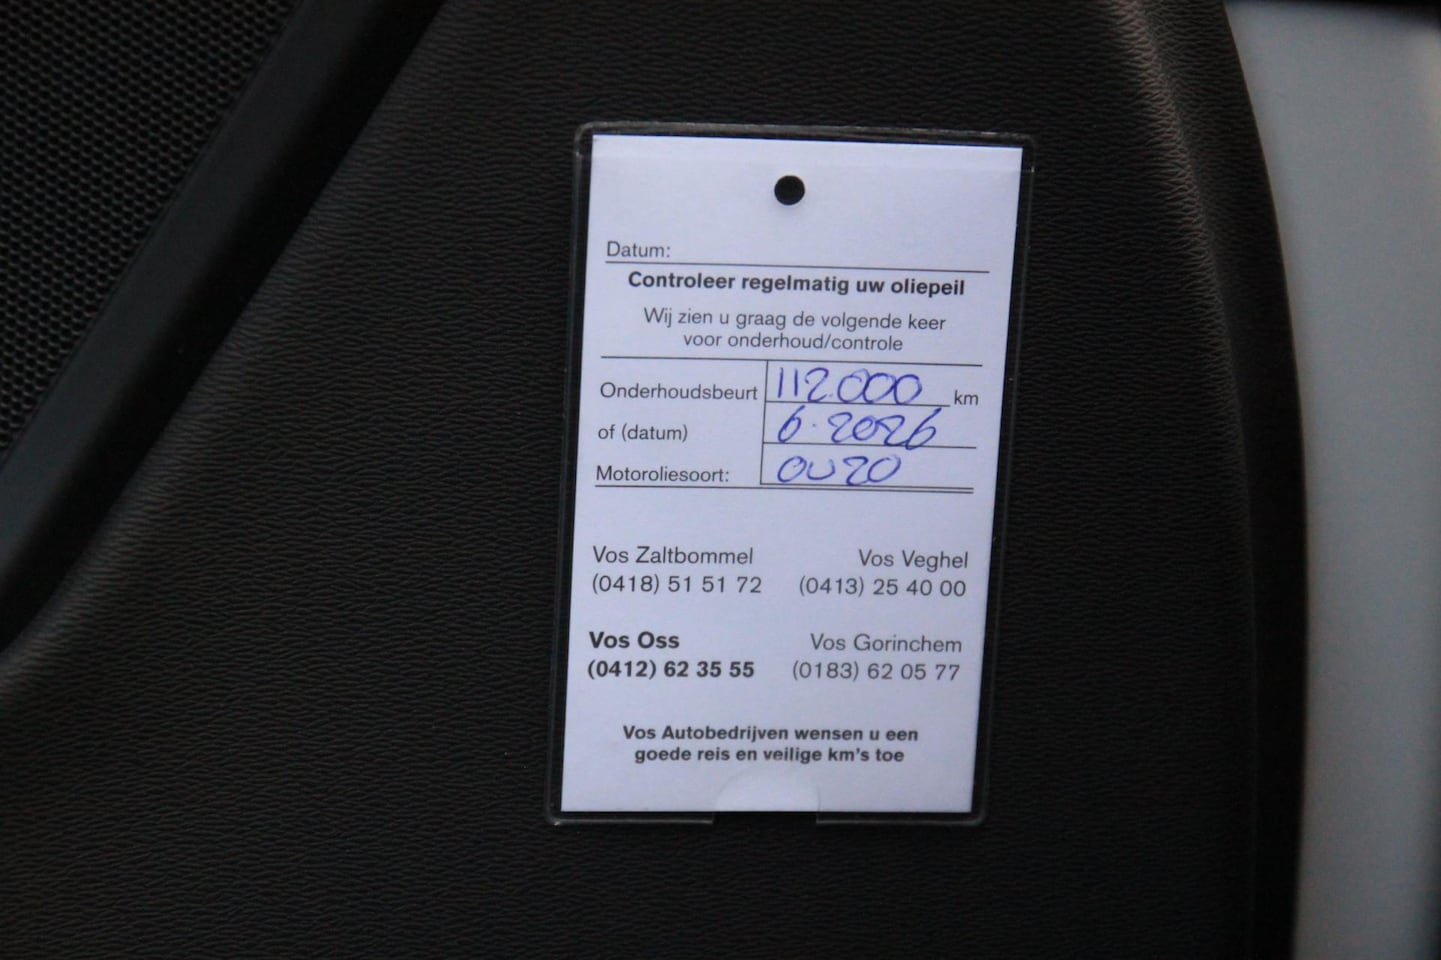 Datum:
Controleer regelmatig uw oliepeil
Wij zien u graag de volgende keer
voor onderhoud/controle
Onderhoudsbeurt 112.000 km
of (datum) 6.2026
Motoroliesoort: 0W20
Vos Zaltbommel Vos Veghel
(0418) 51 51 72 (0413) 25 40 00
Vos Oss Vos Gorinchem
(0412) 62 35 55 (0183) 62 05 77
Vos Autobedrijven wensen u een
goede reis en veilige km's toe